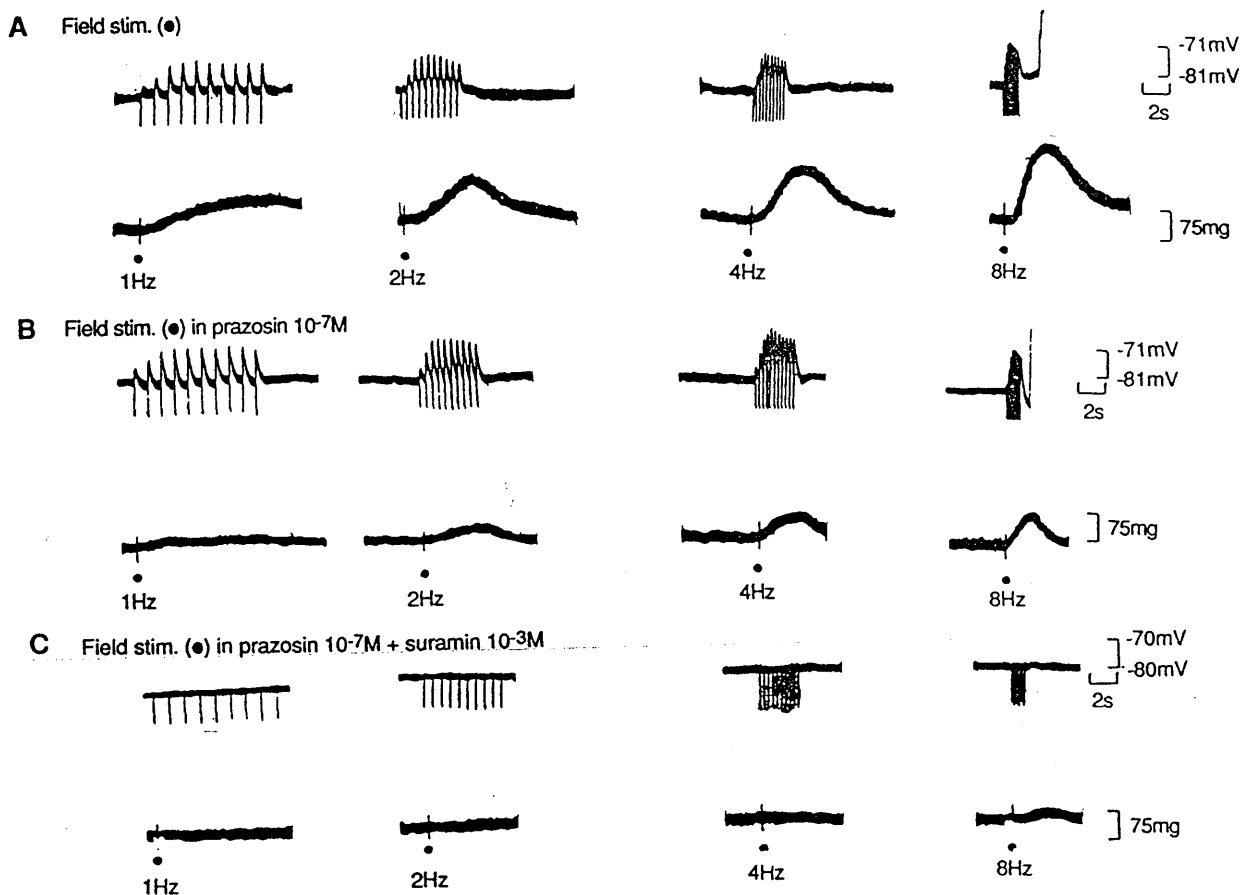 A Field stim. (●)
-71mV
-81mV
2s
75mg
1Hz 2Hz 4Hz 8Hz
B Field stim. (●) in prazosin 10⁻⁷M
-71mV
-81mV
2s
75mg
1Hz 2Hz 4Hz 8Hz
C Field stim. (●) in prazosin 10⁻⁷M + suramin 10⁻³M
-70mV
-80mV
2s
75mg
1Hz 2Hz 4Hz 8Hz